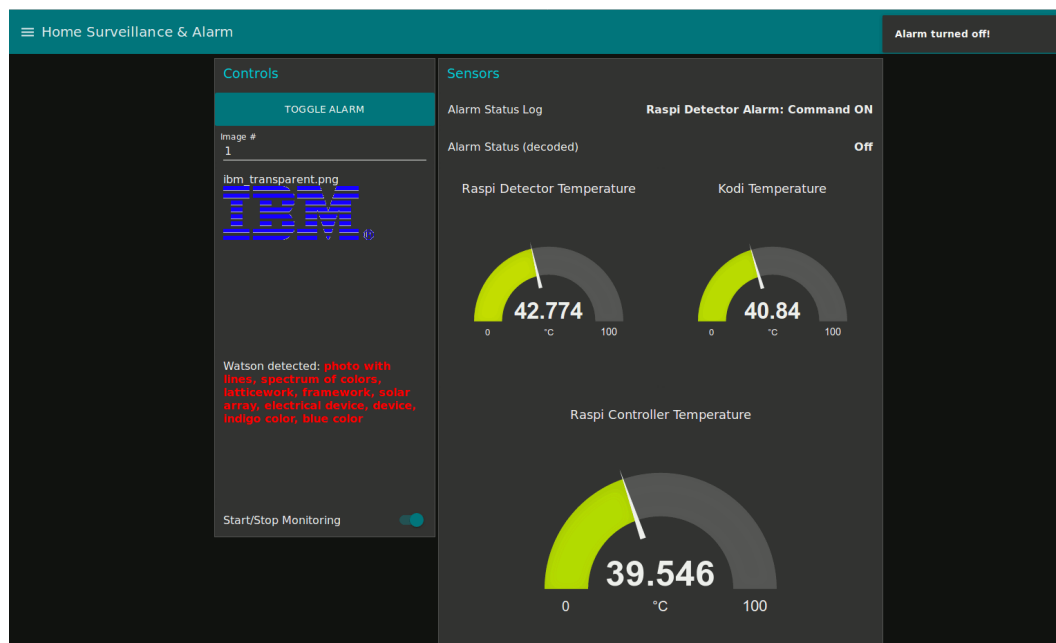 Home Surveillance & Alarm
Alarm turned off!
Controls
TOGGLE ALARM
Image #
1
ibm_transparent.png
IBM®
Watson detected: photo with
lines, spectrum of colors,
latticework, framework, solar
array, electrical device, device,
indigo color, blue color
Start/Stop Monitoring
Sensors
Alarm Status Log Raspi Detector Alarm: Command ON
Alarm Status (decoded) Off
Raspi Detector Temperature
42.774
0 °C 100
Kodi Temperature
40.84
0 °C 100
Raspi Controller Temperature
39.546
0 °C 100